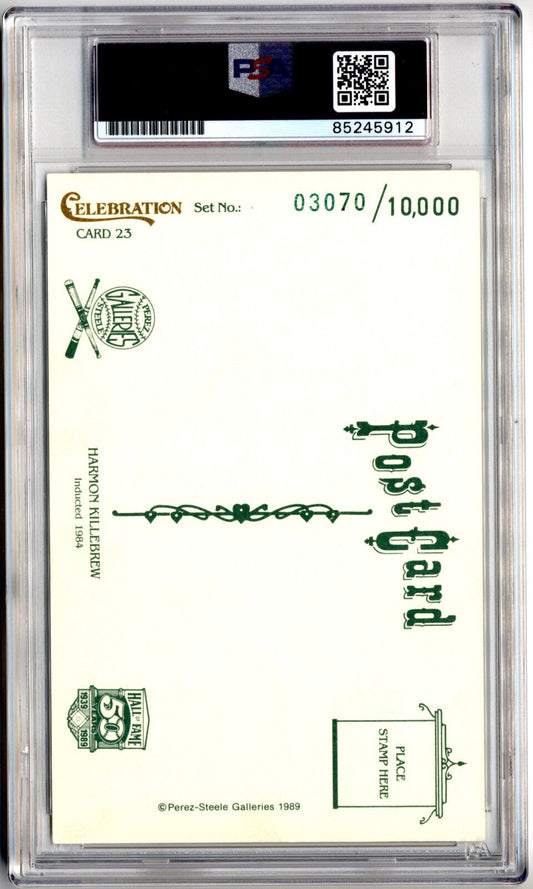 PSA
85245912
CELEBRATION Set No.: 03070/10,000
CARD 23
PEREZ
STEELE
GALLERIES
Post Card
HARMON KILLEBREW
Inducted 1984
HALL OF FAME
50
YEARS
1939
1989
PLACE
STAMP HERE
©Perez-Steele Galleries 1989